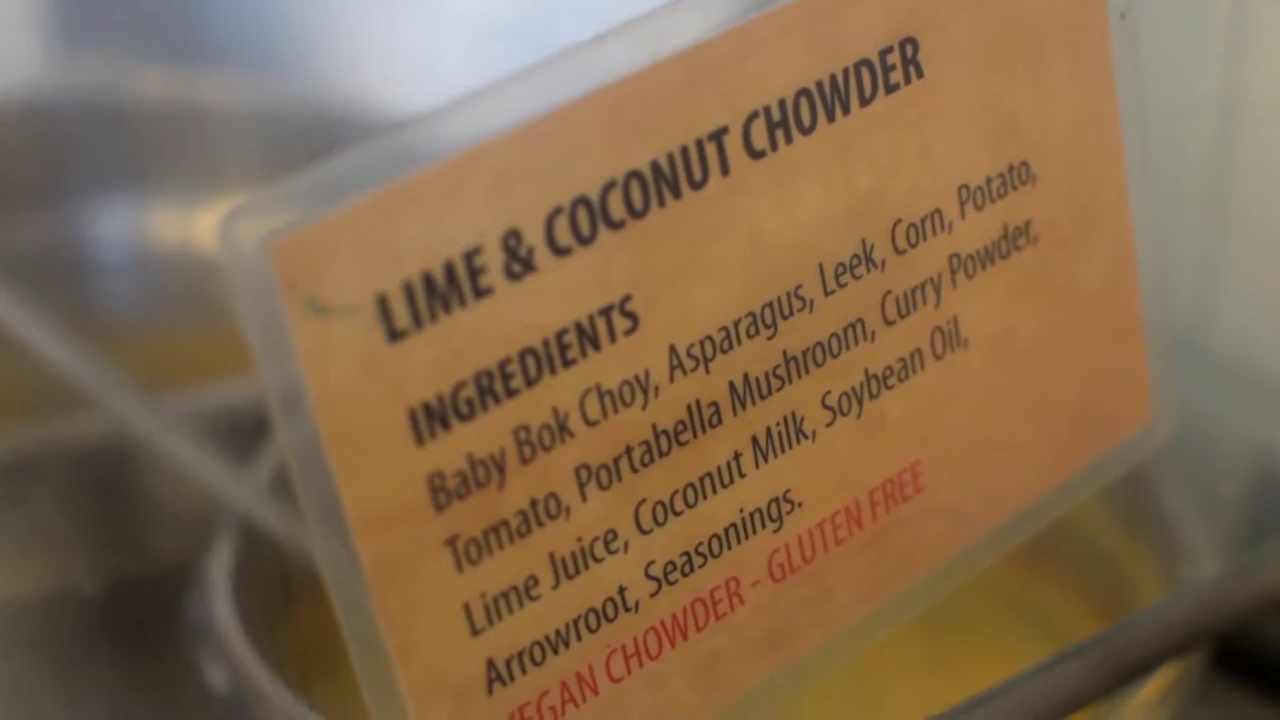 LIME & COCONUT CHOWDER
INGREDIENTS
Baby Bok Choy, Asparagus, Leek, Corn, Potato,
Tomato, Portabella Mushroom, Curry Powder,
Lime Juice, Coconut Milk, Soybean Oil,
Arrowroot, Seasonings.
VEGAN CHOWDER - GLUTEN FREE